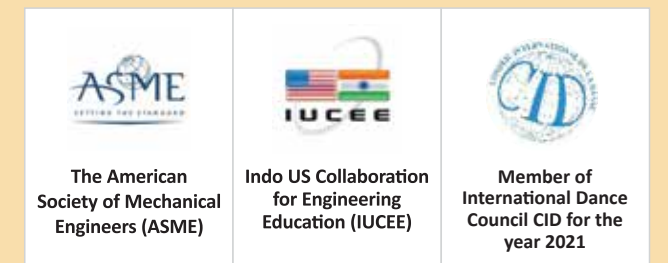 ASME
SETTING THE STANDARD
The American
Society of Mechanical
Engineers (ASME)
IUCEE
Indo US Collaboration
for Engineering
Education (IUCEE)
CID
Member of
International Dance
Council CID for the
year 2021